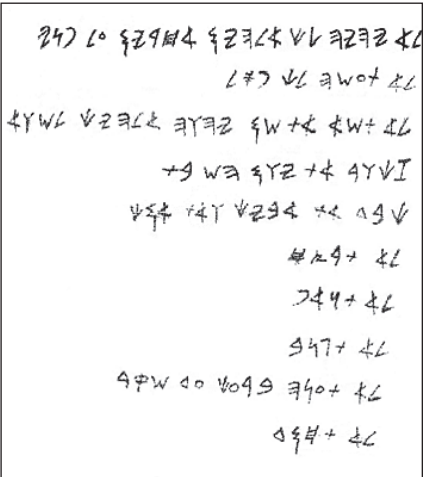 𐤋𐤀 𐤉𐤄𐤉𐤄 𐤋𐤊 𐤀𐤋𐤄𐤉𐤌 𐤀𐤇𐤓𐤉𐤌 𐤏𐤋 𐤐𐤍𐤉
𐤋𐤀 𐤕𐤏𐤔𐤄 𐤋𐤊 𐤐𐤎𐤋
𐤋𐤀 𐤕𐤔𐤀 𐤀𐤕 𐤔𐤌 𐤉𐤄𐤅𐤄 𐤀𐤋𐤄𐤉𐤊 𐤋𐤔𐤅𐤀
𐤆𐤊𐤅𐤓 𐤀𐤕 𐤉𐤅𐤌 𐤄𐤔𐤁𐤕
𐤊𐤁𐤃 𐤀𐤕 𐤀𐤁𐤉𐤊 𐤅𐤀𐤕 𐤀𐤌𐤊
𐤋𐤀 𐤕𐤓𐤑𐤇
𐤋𐤀 𐤕𐤍𐤀𐤐
𐤋𐤀 𐤕𐤂𐤍𐤁
𐤋𐤀 𐤕𐤏𐤍𐤄 𐤁𐤓𐤏𐤊 𐤏𐤃 𐤔𐤒𐤓
𐤋𐤀 𐤕𐤇𐤌𐤃